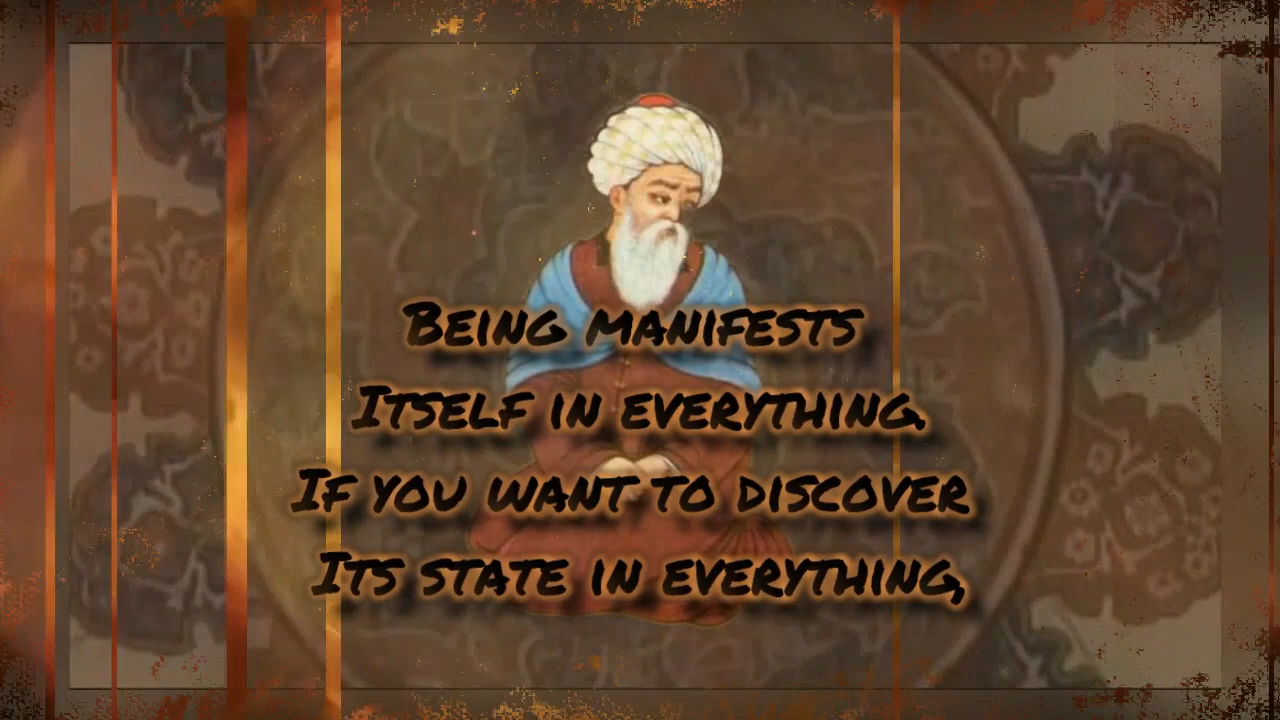 Being manifests
Itself in everything.
If you want to discover
Its state in everything,